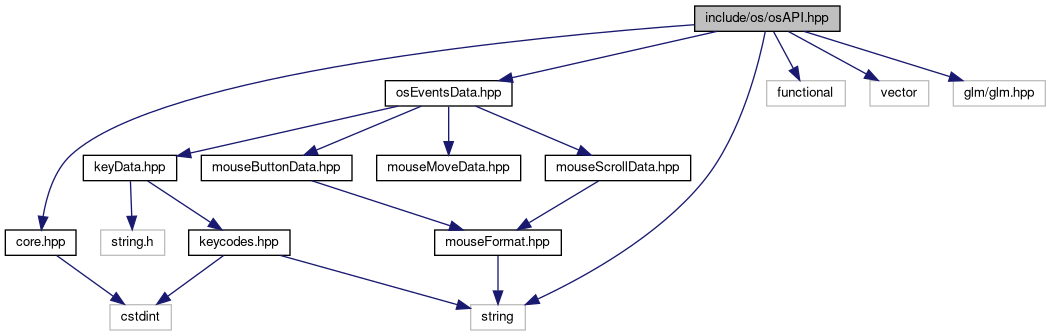 include/os/osAPI.hpp
osEventsData.hpp
functional
vector
glm/glm.hpp
keyData.hpp
mouseButtonData.hpp
mouseMoveData.hpp
mouseScrollData.hpp
core.hpp
string.h
keycodes.hpp
mouseFormat.hpp
cstdint
string